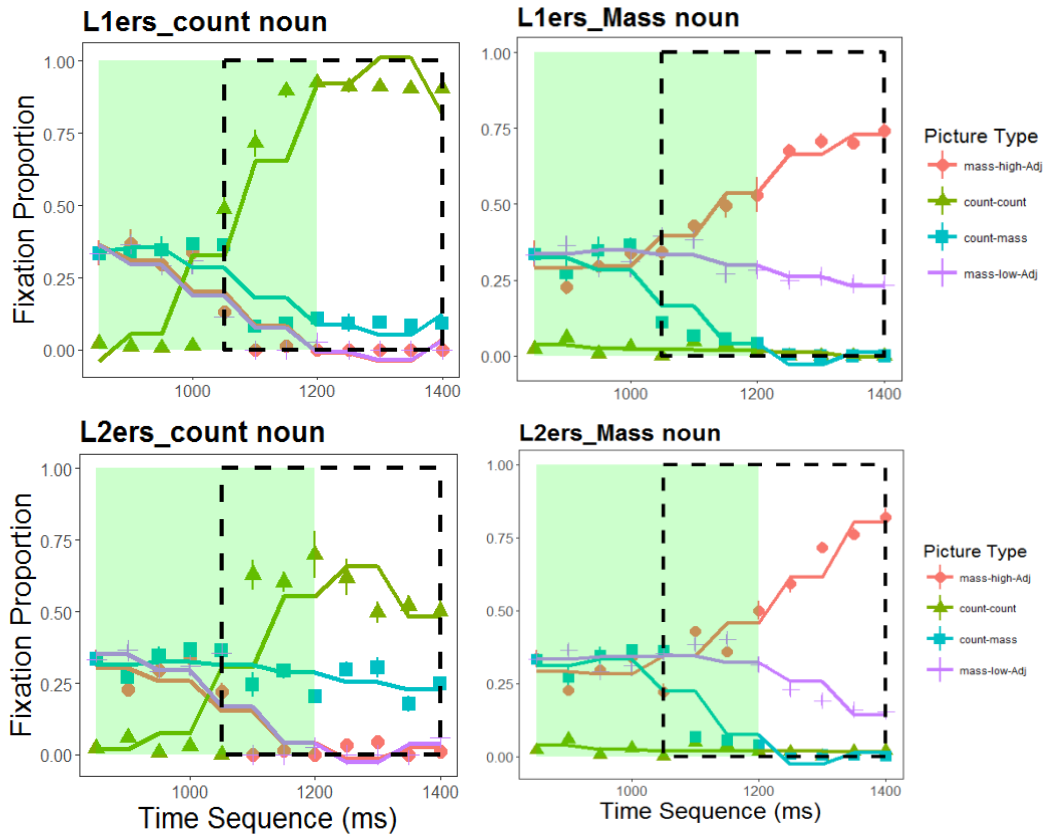 L1ers_count noun
1.00
0.75
0.50
0.25
0.00
1000
1200
1400
Fixation Proportion
L1ers_Mass noun
1.00
0.75
0.50
0.25
0.00
1000
1200
1400
Picture Type
mass-high-Adj
count-count
count-mass
mass-low-Adj
L2ers_count noun
1.00
0.75
0.50
0.25
0.00
1000
1200
1400
Fixation Proportion
Time Sequence (ms)
L2ers_Mass noun
1.00
0.75
0.50
0.25
0.00
1000
1200
1400
Time Sequence (ms)
Picture Type
mass-high-Adj
count-count
count-mass
mass-low-Adj